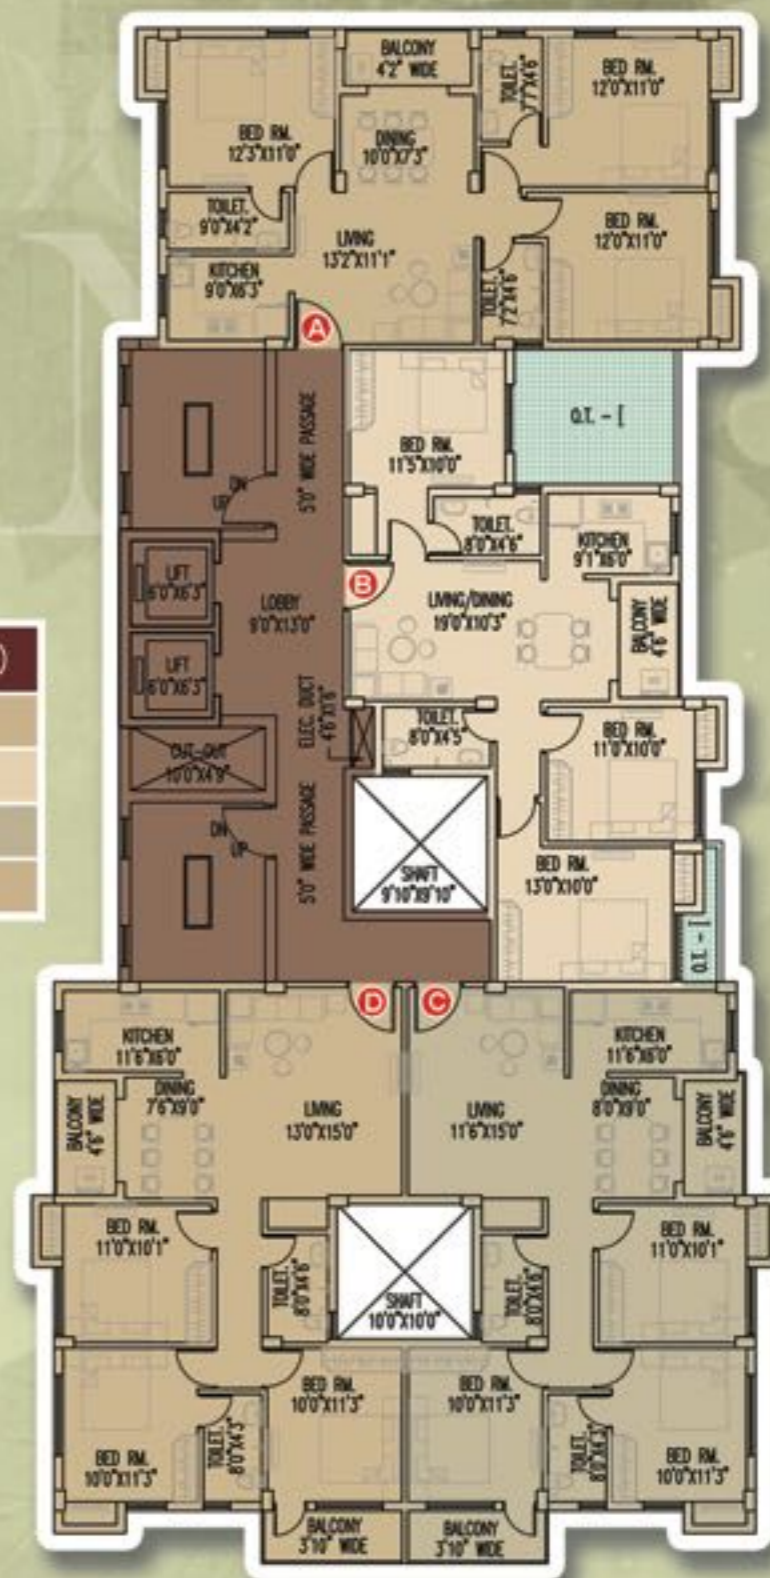 BALCONY
4'2" WIDE
BED RM.
12'3"X11'0"
DINING
10'0"X7'3"
TOILET.
7'7"X4'6"
BED RM.
12'0"X11'0"
TOILET.
9'0"X4'2"
LIVING
13'2"X11'1"
BED RM.
12'0"X11'0"
KITCHEN
9'0"X6'3"
TOILET.
7'2"X4'6"
A
5'0" WIDE PASSAGE
BED RM.
11'5"X10'0"
O.T. - I
DN
UP
TOILET.
8'0"X4'6"
KITCHEN
9'1"X6'0"
LIFT
6'0"X6'3"
LOBBY
9'0"X13'0"
B
LIVING/DINING
19'0"X10'3"
BALCONY
4'6" WIDE
)
LIFT
6'0"X6'3"
ELEC. DUCT
4'6"X1'6"
TOILET.
8'0"X4'5"
BED RM.
11'0"X10'0"
CUT-OUT
10'0"X4'9"
DN
UP
5'0" WIDE PASSAGE
SHAFT
9'10"X9'10"
BED RM.
13'0"X10'0"
O.T. - I
D
C
KITCHEN
11'6"X6'0"
KITCHEN
11'6"X6'0"
BALCONY
4'6" WIDE
DINING
7'6"X9'0"
LIVING
13'0"X15'0"
LIVING
11'6"X15'0"
DINING
8'0"X9'0"
BALCONY
4'6" WIDE
BED RM.
11'0"X10'1"
TOILET.
8'0"X4'6"
SHAFT
10'0"X10'0"
TOILET.
8'0"X4'6"
BED RM.
11'0"X10'1"
BED RM.
10'0"X11'3"
TOILET.
8'0"X4'3"
BED RM.
10'0"X11'3"
BED RM.
10'0"X11'3"
TOILET.
8'0"X4'3"
BED RM.
10'0"X11'3"
BALCONY
3'10" WIDE
BALCONY
3'10" WIDE